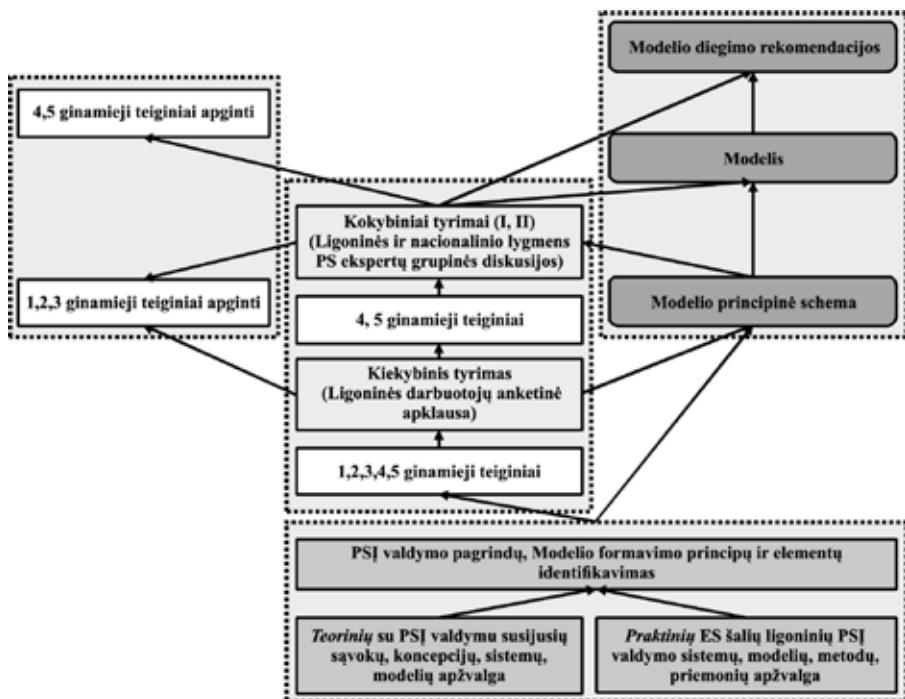 Modelio diegimo rekomendacijos
4,5 ginamieji teiginiai apginti
Modelis
Kokybiniai tyrimai (I, II)
(Ligoninės ir nacionalinio lygmens
PS ekspertų grupinės diskusijos)
1,2,3 ginamieji teiginiai apginti
Modelio principinė schema
4, 5 ginamieji teiginiai
Kiekybinis tyrimas
(Ligoninės darbuotojų anketinė
apklausa)
1,2,3,4,5 ginamieji teiginiai
PSĮ valdymo pagrindų, Modelio formavimo principų ir elementų
identifikavimas
Teorinių su PSĮ valdymu susijusių
sąvokų, koncepcijų, sistemų,
modelių apžvalga
Praktinių ES šalių ligoninių PSĮ
valdymo sistemų, modelių, metodų,
priemonių apžvalga